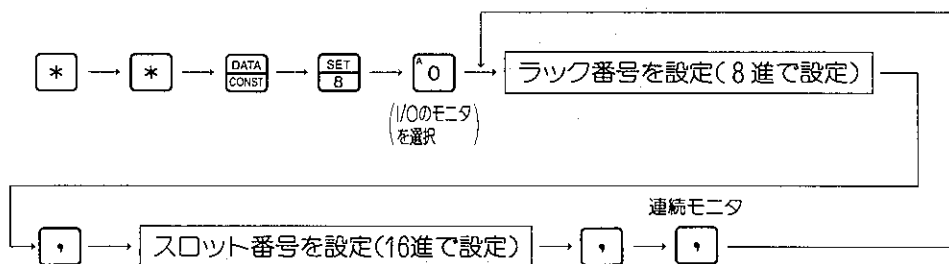 * * DATA CONST SET 8 A 0 ラック番号を設定(8進で設定)
(I/Oのモニタ
を選択)
連続モニタ
, スロット番号を設定(16進で設定) , ,